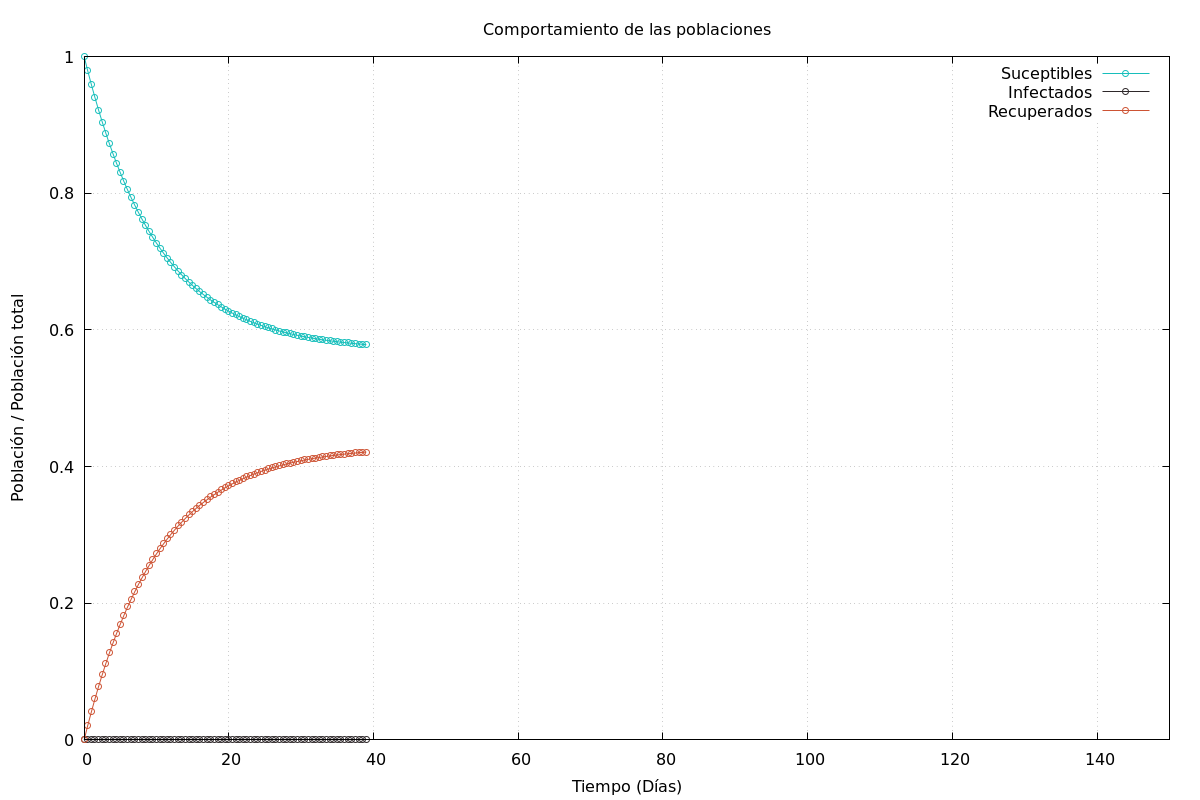 Comportamiento de las poblaciones
Suceptibles
Infectados
Recuperados
1
0.8
0.6
0.4
0.2
0
Población / Población total
0 20 40 60 80 100 120 140
Tiempo (Días)